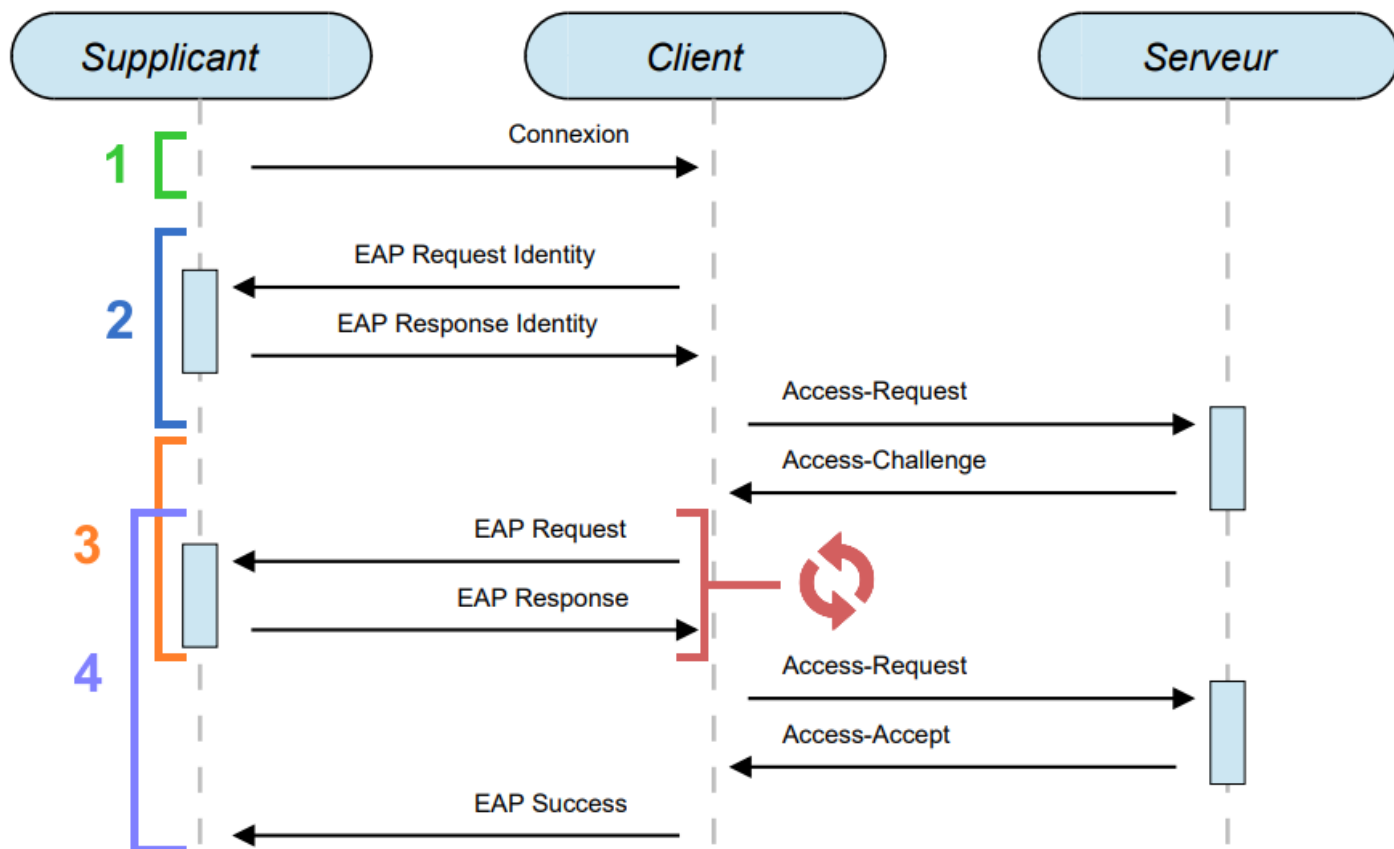 Supplicant
Client
Serveur
Connexion
1
EAP Request Identity
2
EAP Response Identity
Access-Request
Access-Challenge
EAP Request
3
EAP Response
Access-Request
4
Access-Accept
EAP Success